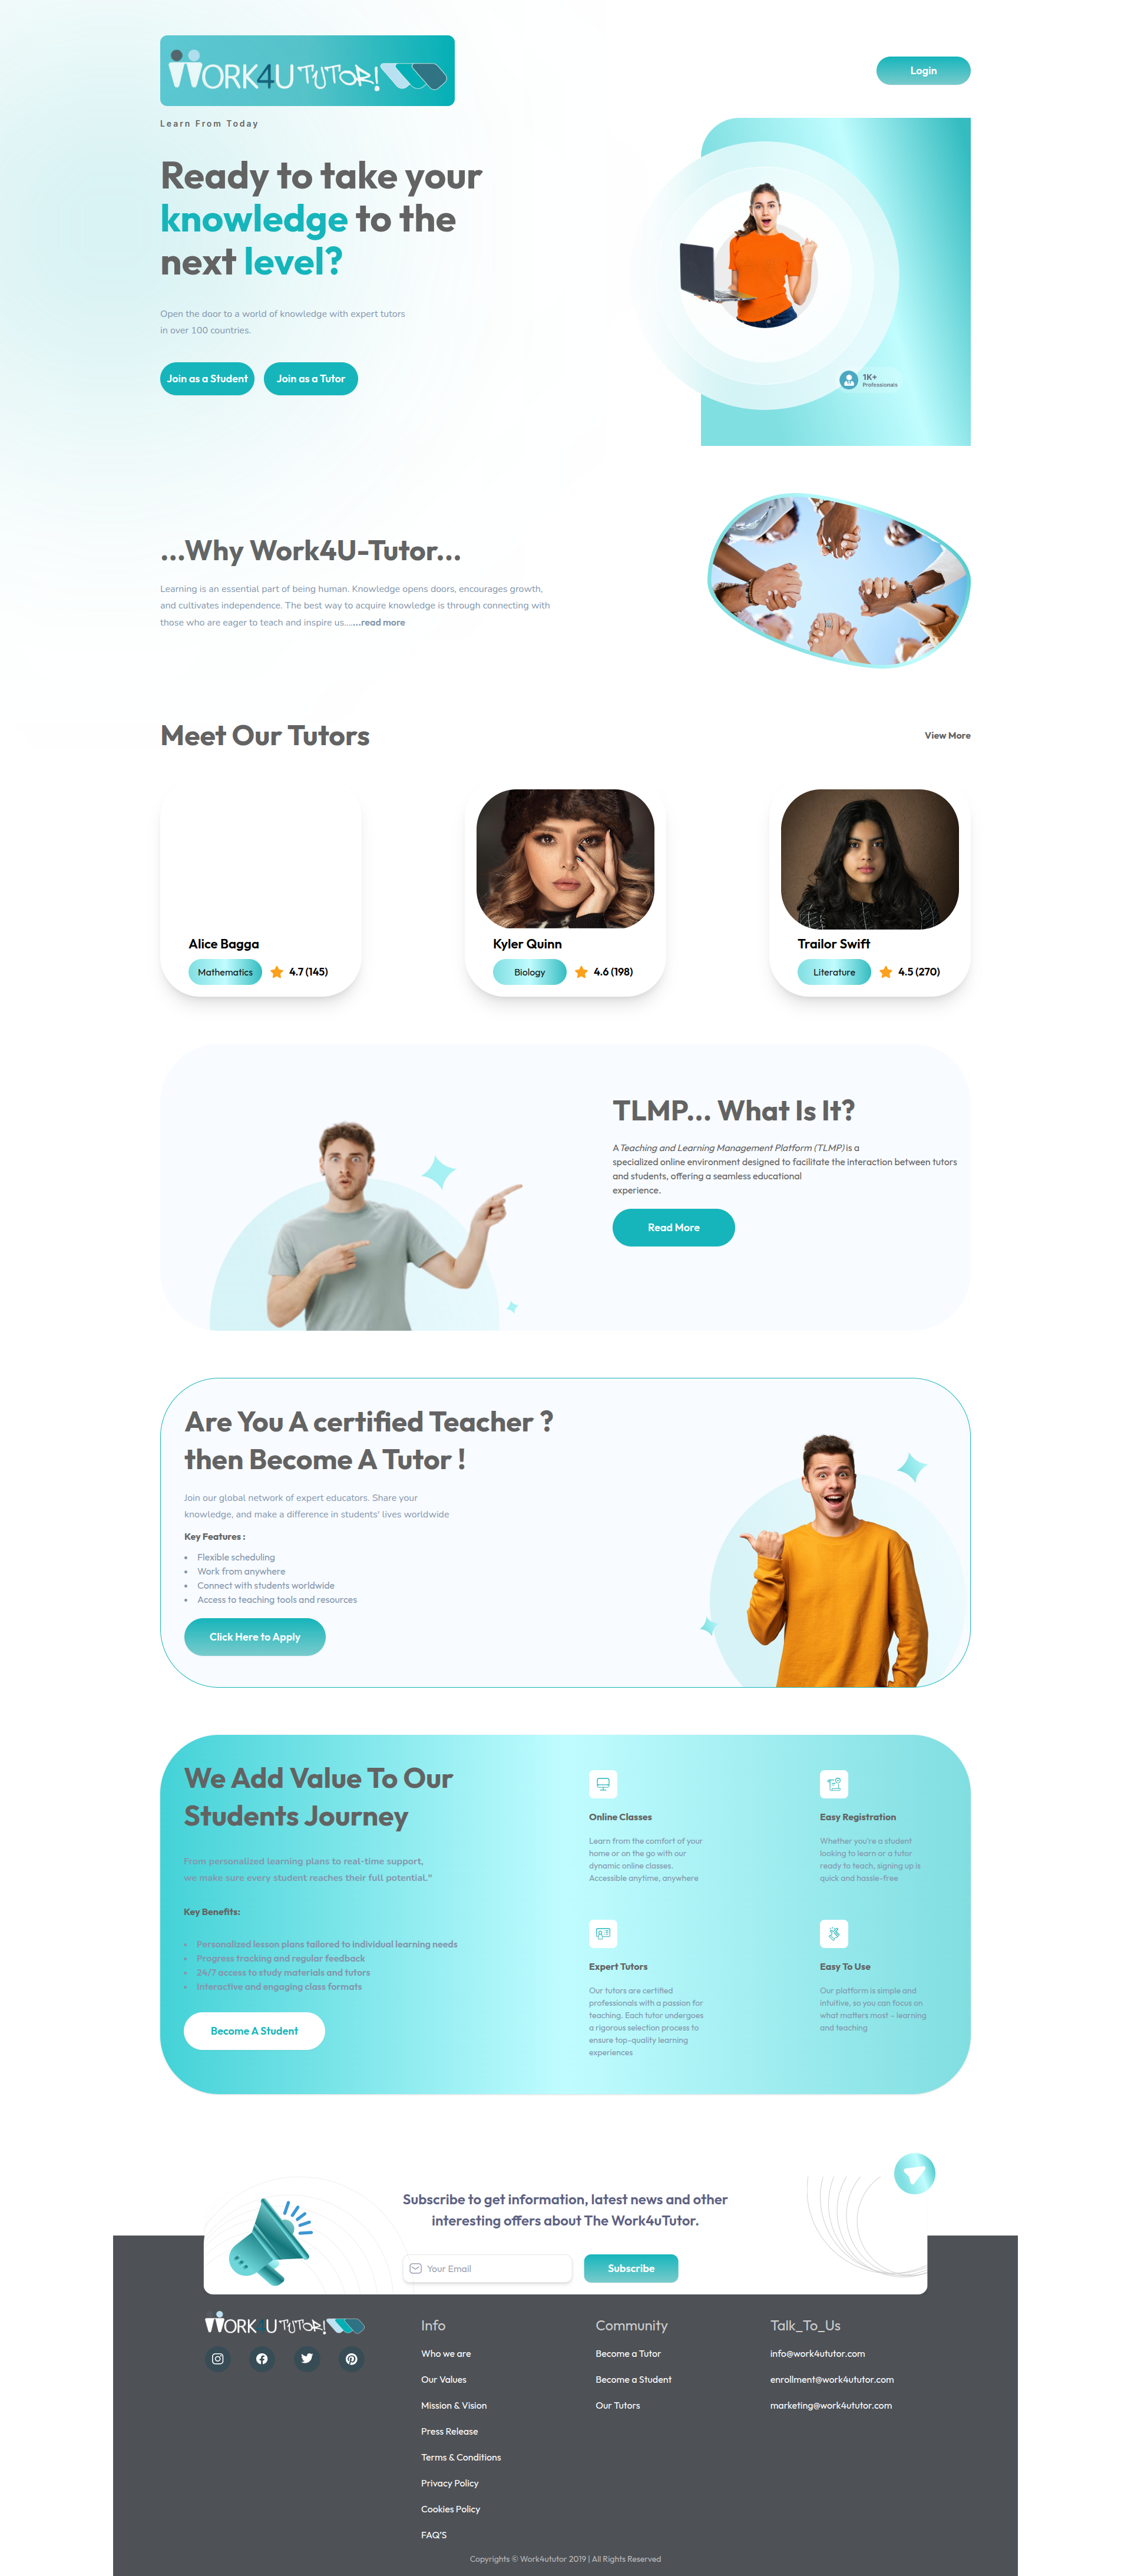 WORK4U TUTOR!
Login
Learn From Today
Ready to take your
knowledge to the
next level?
Open the door to a world of knowledge with expert tutors
in over 100 countries.
Join as a Student
Join as a Tutor
1K+
Professionals
...Why Work4U-Tutor...
Learning is an essential part of being human. Knowledge opens doors, encourages growth,
and cultivates independence. The best way to acquire knowledge is through connecting with
those who are eager to teach and inspire us......read more
Meet Our Tutors
View More
Alice Bagga
Mathematics
4.7 (145)
Kyler Quinn
Biology
4.6 (198)
Trailor Swift
Literature
4.5 (270)
TLMP... What Is It?
A Teaching and Learning Management Platform (TLMP) is a
specialized online environment designed to facilitate the interaction between tutors
and students, offering a seamless educational
experience.
Read More
Are You A certified Teacher ?
then Become A Tutor !
Join our global network of expert educators. Share your
knowledge, and make a difference in students' lives worldwide
Key Features :
• Flexible scheduling
• Work from anywhere
• Connect with students worldwide
• Access to teaching tools and resources
Click Here to Apply
We Add Value To Our
Students Journey
From personalized learning plans to real-time support,
we make sure every student reaches their full potential."
Key Benefits:
• Personalized lesson plans tailored to individual learning needs
• Progress tracking and regular feedback
• 24/7 access to study materials and tutors
• Interactive and engaging class formats
Become A Student
Online Classes
Learn from the comfort of your
home or on the go with our
dynamic online classes.
Accessible anytime, anywhere
Easy Registration
Whether you're a student
looking to learn or a tutor
ready to teach, signing up is
quick and hassle-free
Expert Tutors
Our tutors are certified
professionals with a passion for
teaching. Each tutor undergoes
a rigorous selection process to
ensure top-quality learning
experiences
Easy To Use
Our platform is simple and
intuitive, so you can focus on
what matters most – learning
and teaching
Subscribe to get information, latest news and other
interesting offers about The Work4uTutor.
Your Email
Subscribe
WORK4U TUTOR!
Info
Who we are
Our Values
Mission & Vision
Press Release
Terms & Conditions
Privacy Policy
Cookies Policy
FAQ'S
Community
Become a Tutor
Become a Student
Our Tutors
Talk_To_Us
info@work4ututor.com
enrollment@work4ututor.com
marketing@work4ututor.com
Copyrights © Work4ututor 2019 | All Rights Reserved